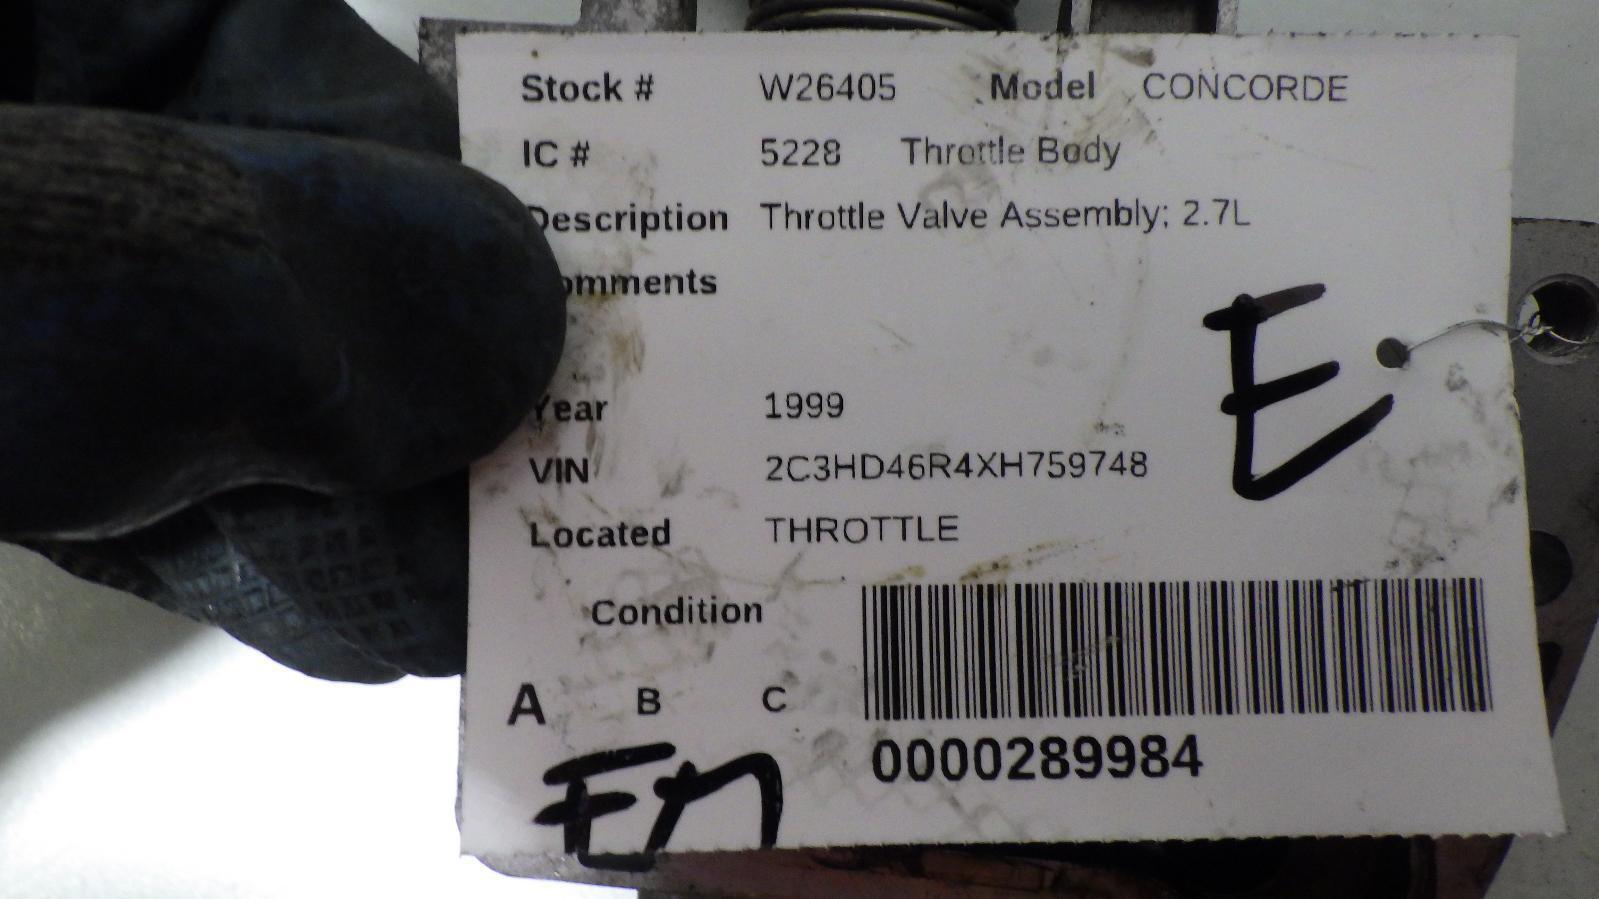 Stock # W26405 Model CONCORDE
IC # 5228 Throttle Body
Description Throttle Valve Assembly; 2.7L
omments
Year 1999
VIN 2C3HD46R4XH759748
Located THROTTLE
E
Condition
A B C
0000289984